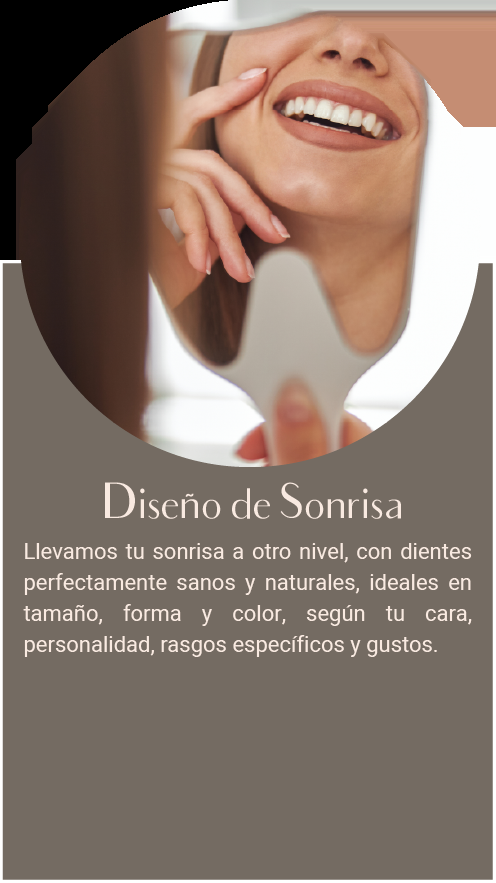 Diseño de Sonrisa
Llevamos tu sonrisa a otro nivel, con dientes
perfectamente sanos y naturales, ideales en
tamaño, forma y color, según tu cara,
personalidad, rasgos específicos y gustos.